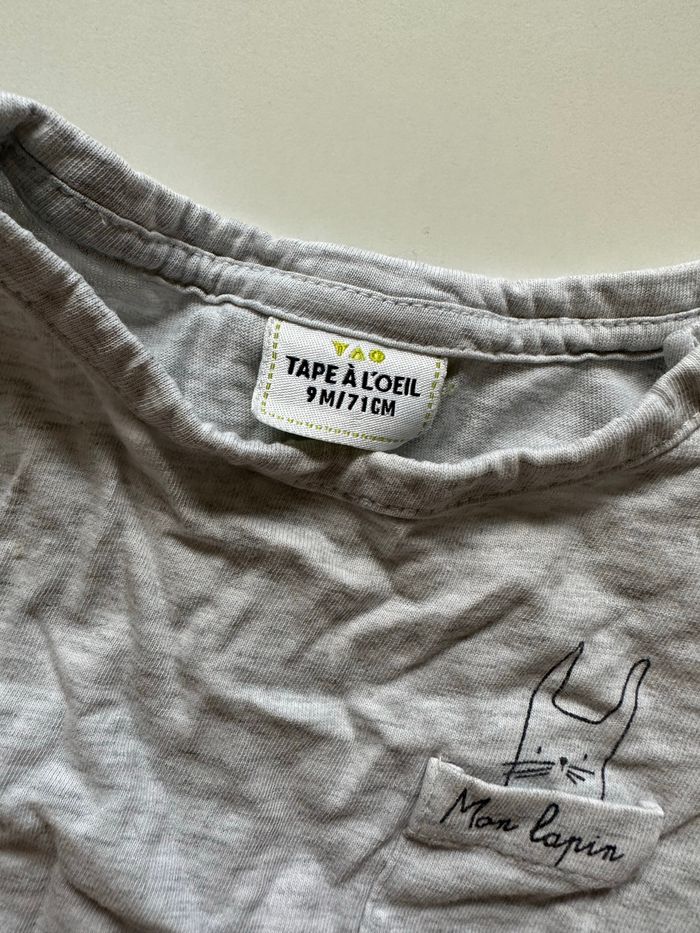 TAO
TAPE À L'OEIL
9M/71CM
Mon lapin